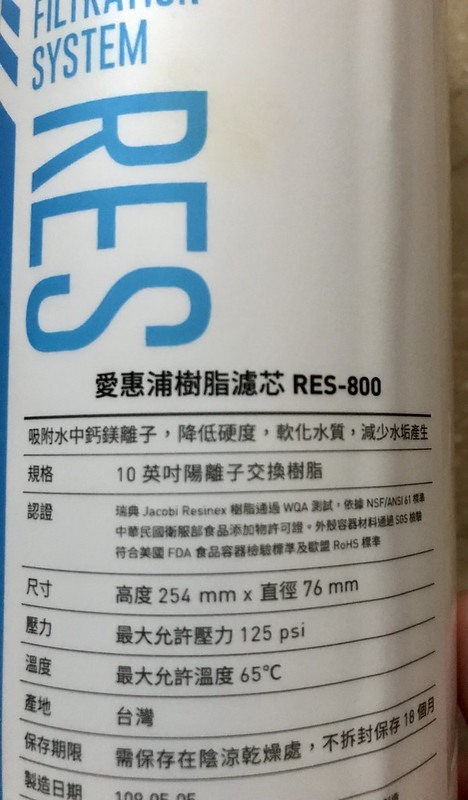 FILTRATION
SYSTEM
RES
愛惠浦樹脂濾芯 RES-800
吸附水中鈣鎂離子，降低硬度，軟化水質，減少水垢產生
規格 10 英吋陽離子交換樹脂
認證 瑞典 Jacobi Resinex 樹脂通過 WQA 測試，依據 NSF/ANSI 61 標準
中華民國衛服部食品添加物許可證。外殼容器材料通過 SGS 檢驗
符合美國 FDA 食品容器檢驗標準及歐盟 RoHS 標準
尺寸 高度 254 mm x 直徑 76 mm
壓力 最大允許壓力 125 psi
溫度 最大允許溫度 65℃
產地 台灣
保存期限 需保存在陰涼乾燥處，不拆封保存 18 個月
製造日期